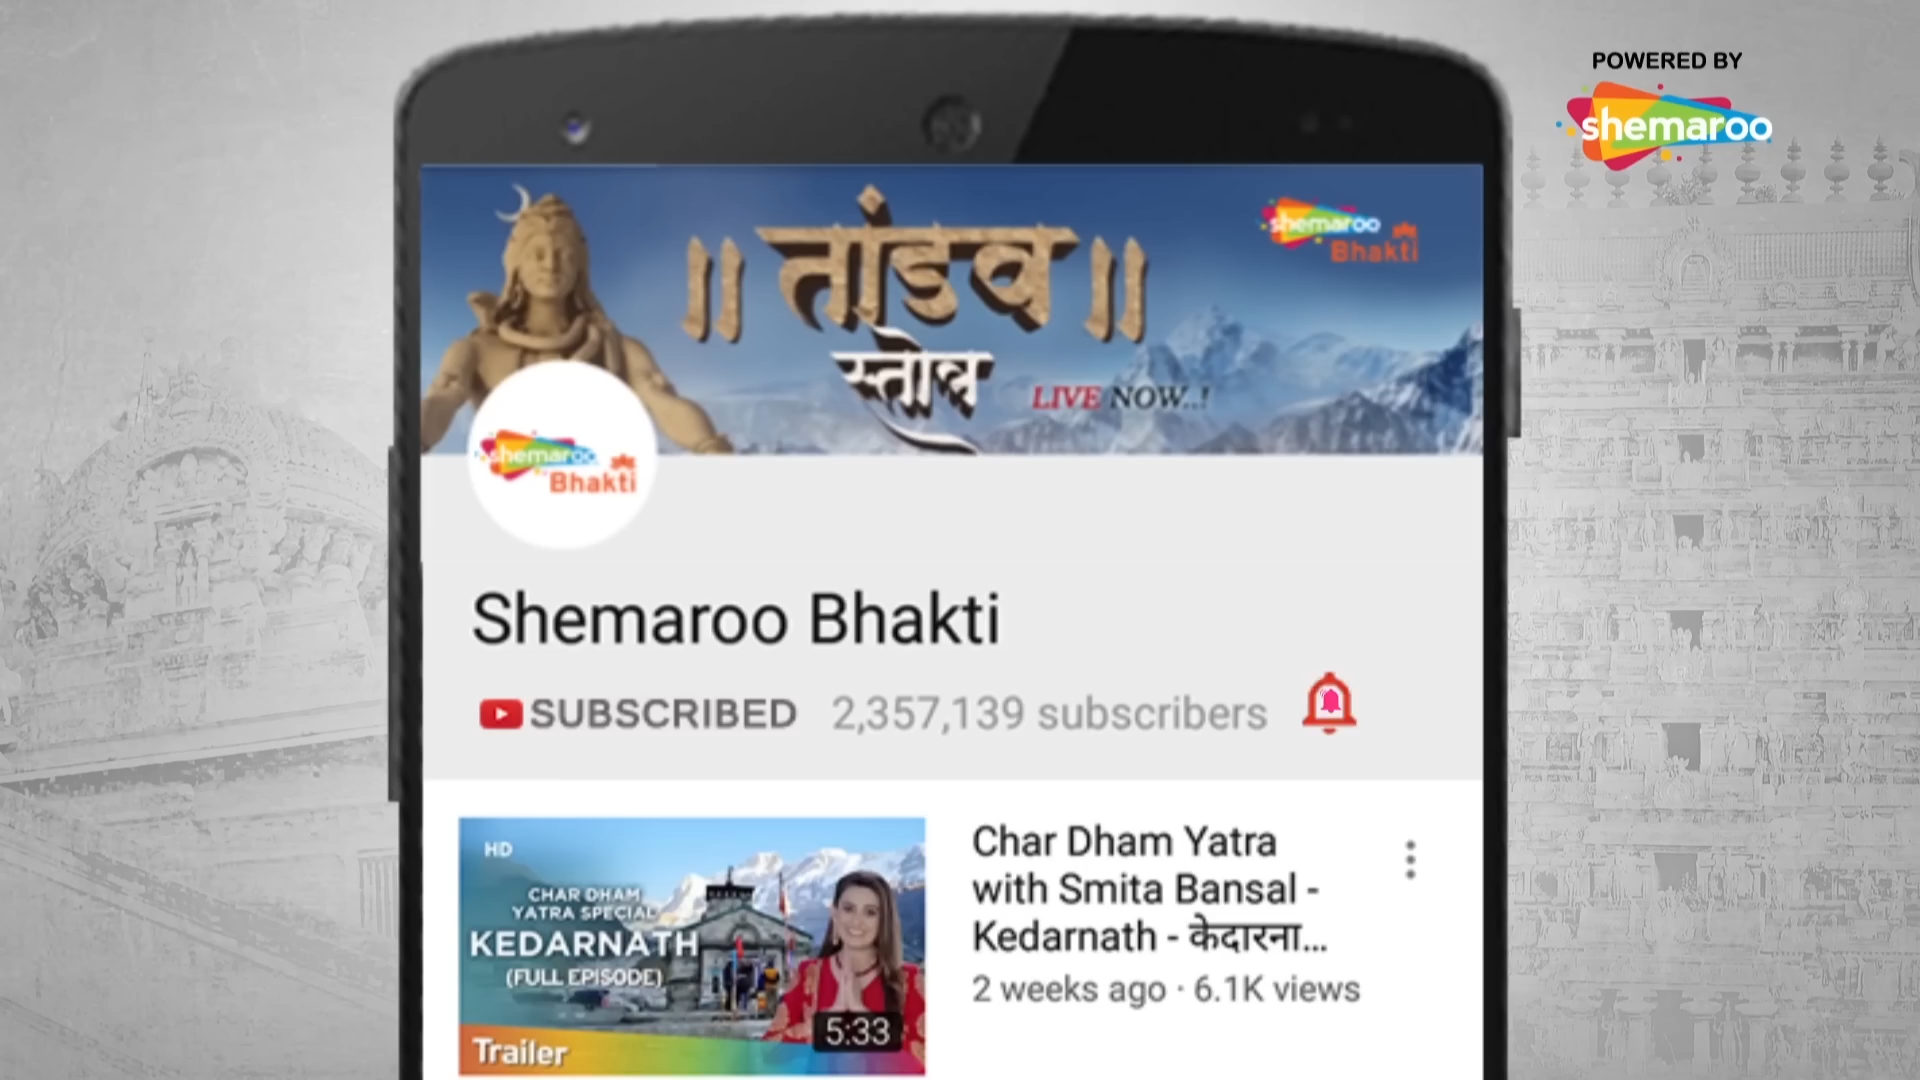 POWERED BY
shemaroo
|| तांडव ||
shemaroo
Bhakti
स्तोत्र
LIVE NOW..!
shemaroo
Bhakti
Shemaroo Bhakti
SUBSCRIBED 2,357,139 subscribers
HD
CHAR DHAM
YATRA SPECIAL
KEDARNATH
(FULL EPISODE)
5:33
Trailer
Char Dham Yatra
with Smita Bansal -
Kedarnath - केदारना...
2 weeks ago · 6.1K views